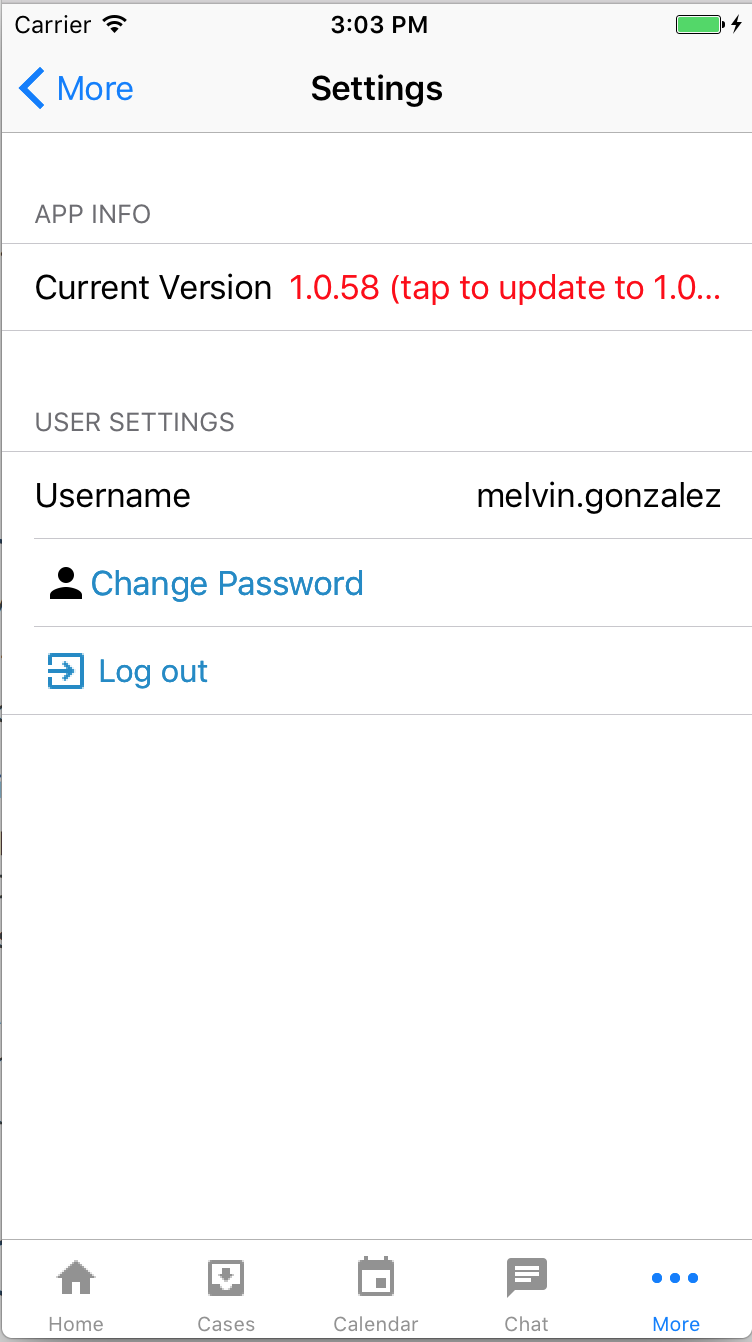 Carrier 3:03 PM
More Settings
APP INFO
Current Version 1.0.58 (tap to update to 1.0...
USER SETTINGS
Username melvin.gonzalez
Change Password
Log out
Home Cases Calendar Chat More